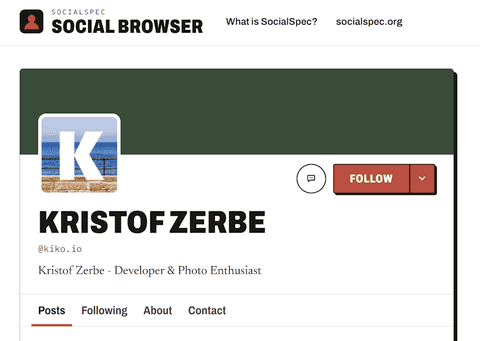 SOCIALSPEC
SOCIAL BROWSER
What is SocialSpec?
socialspec.org
K
FOLLOW
KRISTOF ZERBE
@kiko.io
Kristof Zerbe - Developer & Photo Enthusiast
Posts
Following
About
Contact